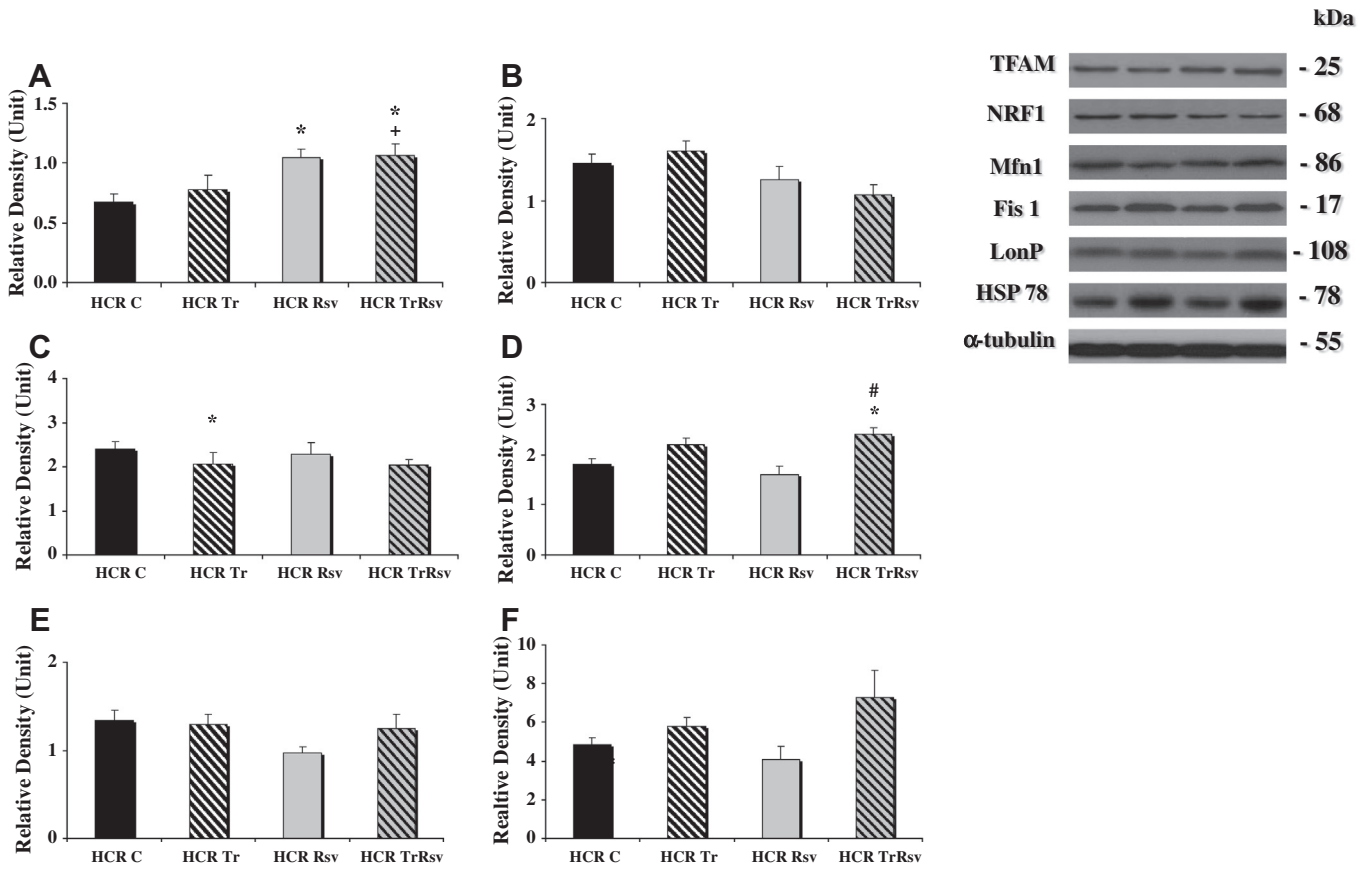 A
Relative Density (Unit)
1.5
1.0
0.5
0.0
*
*
+
HCR C HCR Tr HCR Rsv HCR TrRsv
B
Relative Density (Unit)
2
1
0
HCR C HCR Tr HCR Rsv HCR TrRsv
C
Relative Density (Unit)
4
3
2
1
0
*
HCR C HCR Tr HCR Rsv HCR TrRsv
D
Relative Density (Unit)
3
2
1
0
#
*
HCR C HCR Tr HCR Rsv HCR TrRsv
E
Relative Density (Unit)
2
1
0
HCR C HCR Tr HCR Rsv HCR TrRsv
F
Realtive Density (Unit)
10
8
6
4
2
0
HCR C HCR Tr HCR Rsv HCR TrRsv
kDa
TFAM - 25
NRF1 - 68
Mfn1 - 86
Fis 1 - 17
LonP - 108
HSP 78 - 78
α-tubulin - 55